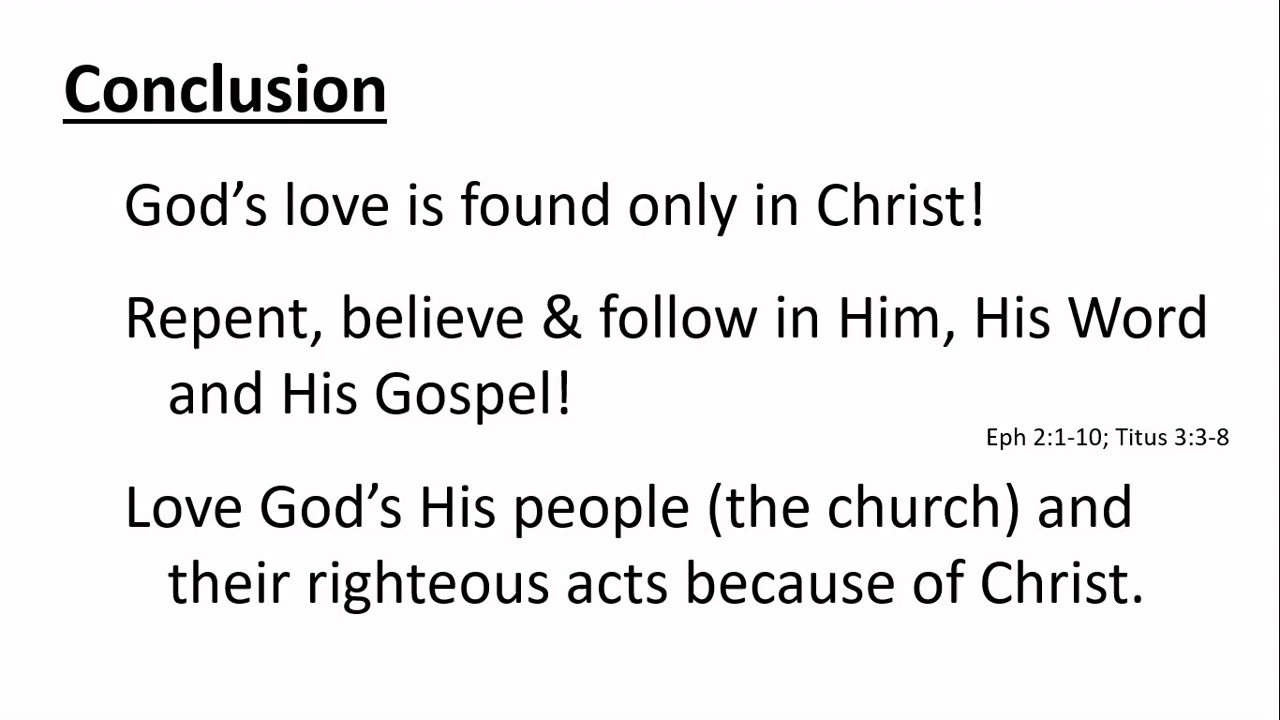 Conclusion
God’s love is found only in Christ!
Repent, believe & follow in Him, His Word
and His Gospel!
Eph 2:1-10; Titus 3:3-8
Love God’s His people (the church) and
their righteous acts because of Christ.